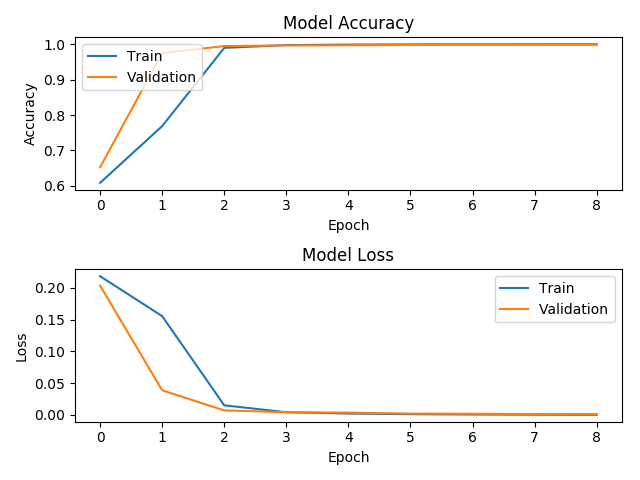 Model Accuracy
1.0
0.9
0.8
0.7
0.6
Accuracy
Train
Validation
0 1 2 3 4 5 6 7 8
Epoch
Model Loss
0.20
0.15
0.10
0.05
0.00
Loss
Train
Validation
0 1 2 3 4 5 6 7 8
Epoch